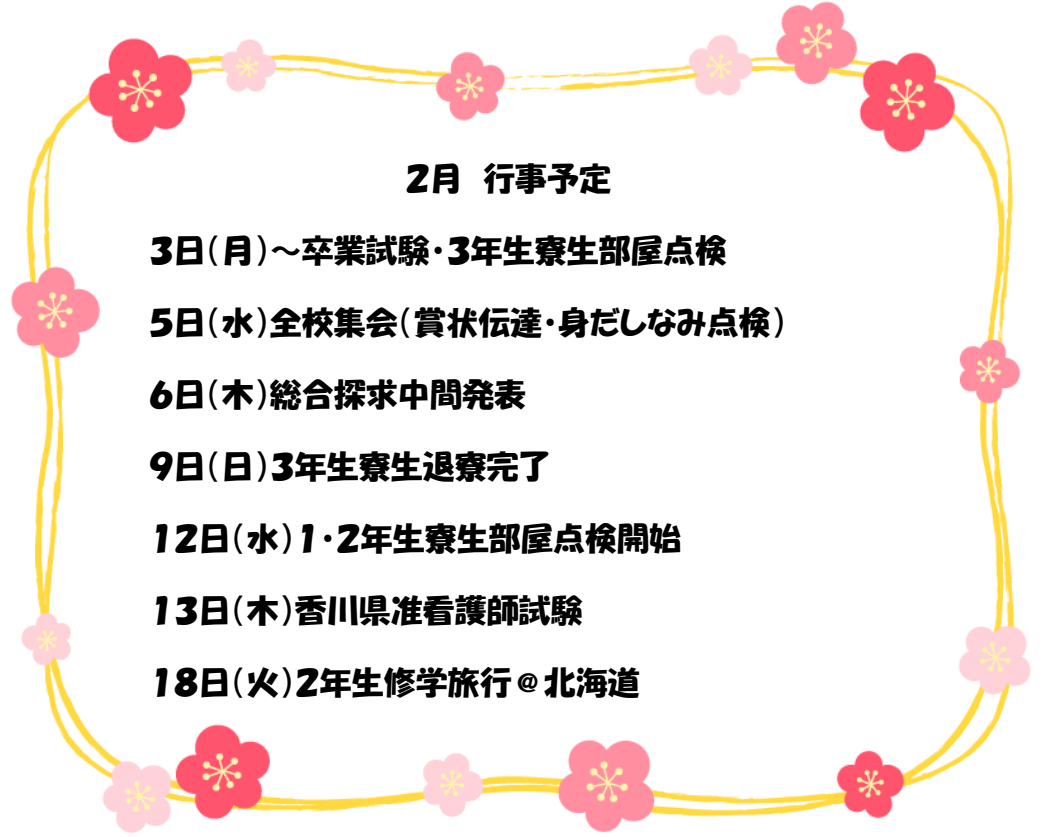 2月 行事予定
3日(月)～卒業試験・3年生寮生部屋点検
5日(水)全校集会(賞状伝達・身だしなみ点検)
6日(木)総合探求中間発表
9日(日)3年生寮生退寮完了
12日(水)1・2年生寮生部屋点検開始
13日(木)香川県准看護師試験
18日(火)2年生修学旅行@北海道